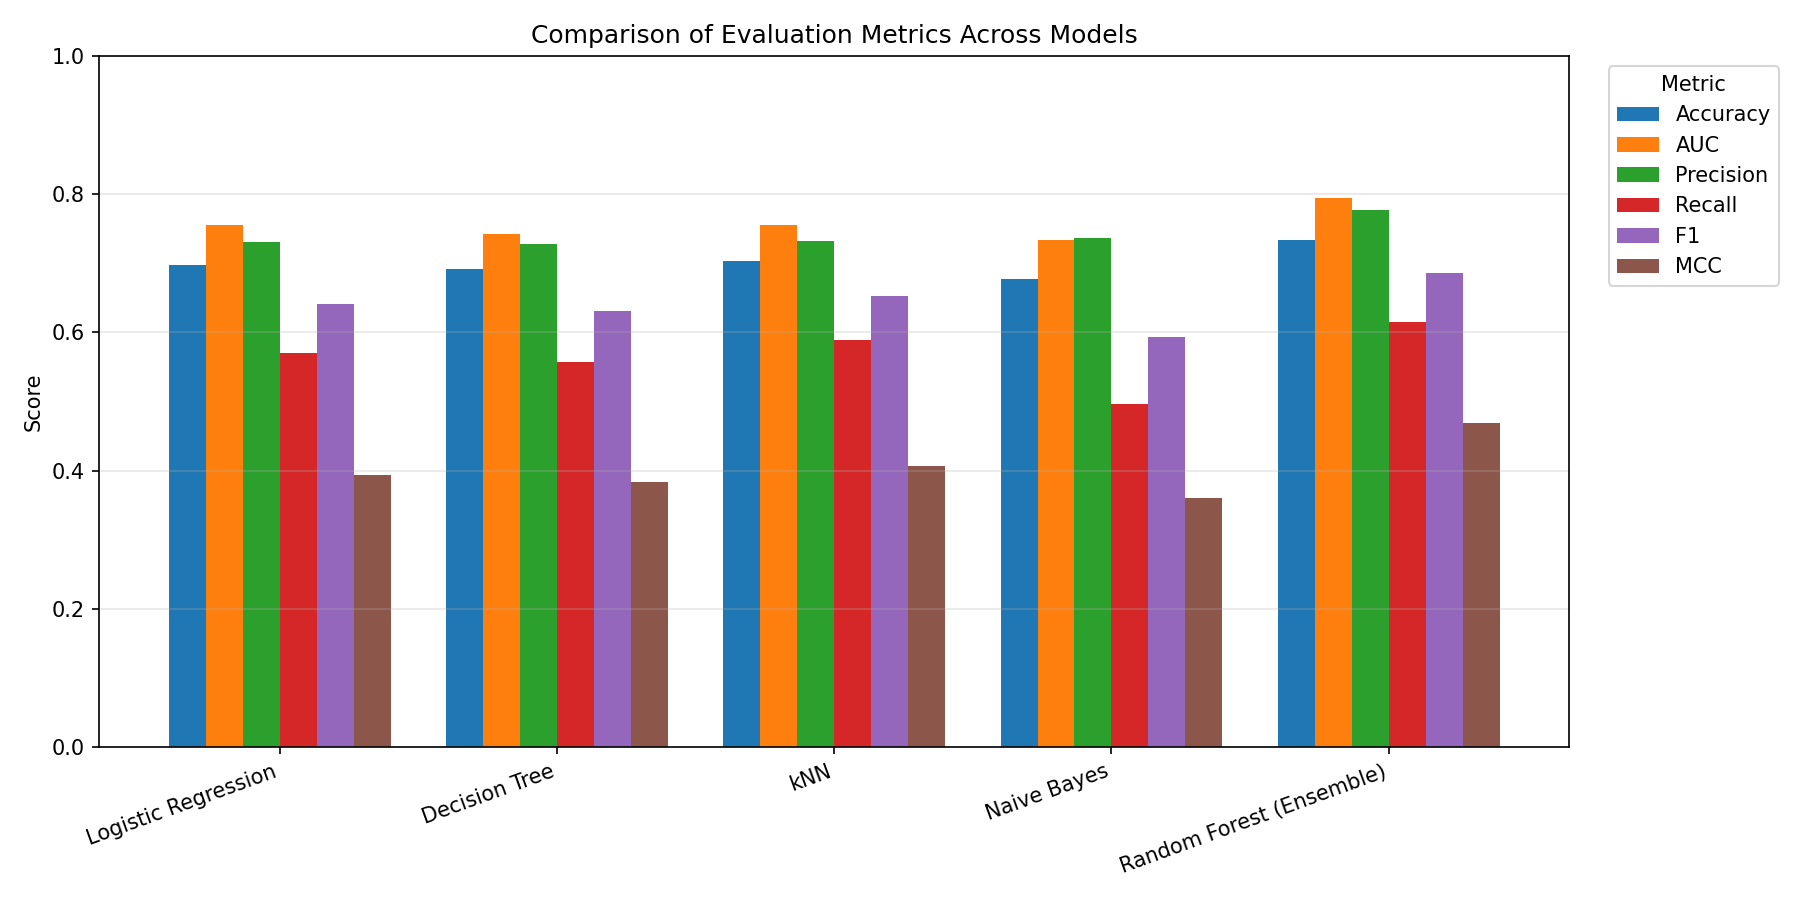 Comparison of Evaluation Metrics Across Models
1.0
0.8
0.6
0.4
0.2
0.0
Score
Logistic Regression
Decision Tree
kNN
Naive Bayes
Random Forest (Ensemble)
Metric
Accuracy
AUC
Precision
Recall
F1
MCC